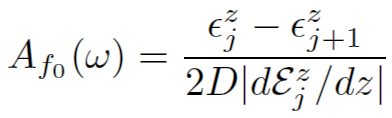 $$A_{f_0}(\omega) = \frac{\epsilon_j^z - \epsilon_{j+1}^z}{2D|d\mathcal{E}_j^z/dz|}$$